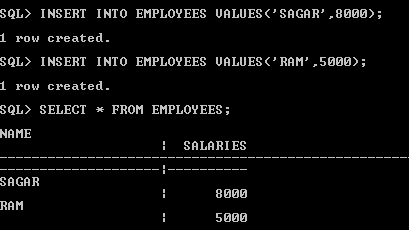 SQL> INSERT INTO EMPLOYEES VALUES('SAGAR',8000);
1 row created.
SQL> INSERT INTO EMPLOYEES VALUES('RAM',5000);
1 row created.
SQL> SELECT * FROM EMPLOYEES;
NAME
¦ SALARIES
--------------------------------------------------
--------------------¦----------
SAGAR
¦ 8000
RAM
¦ 5000